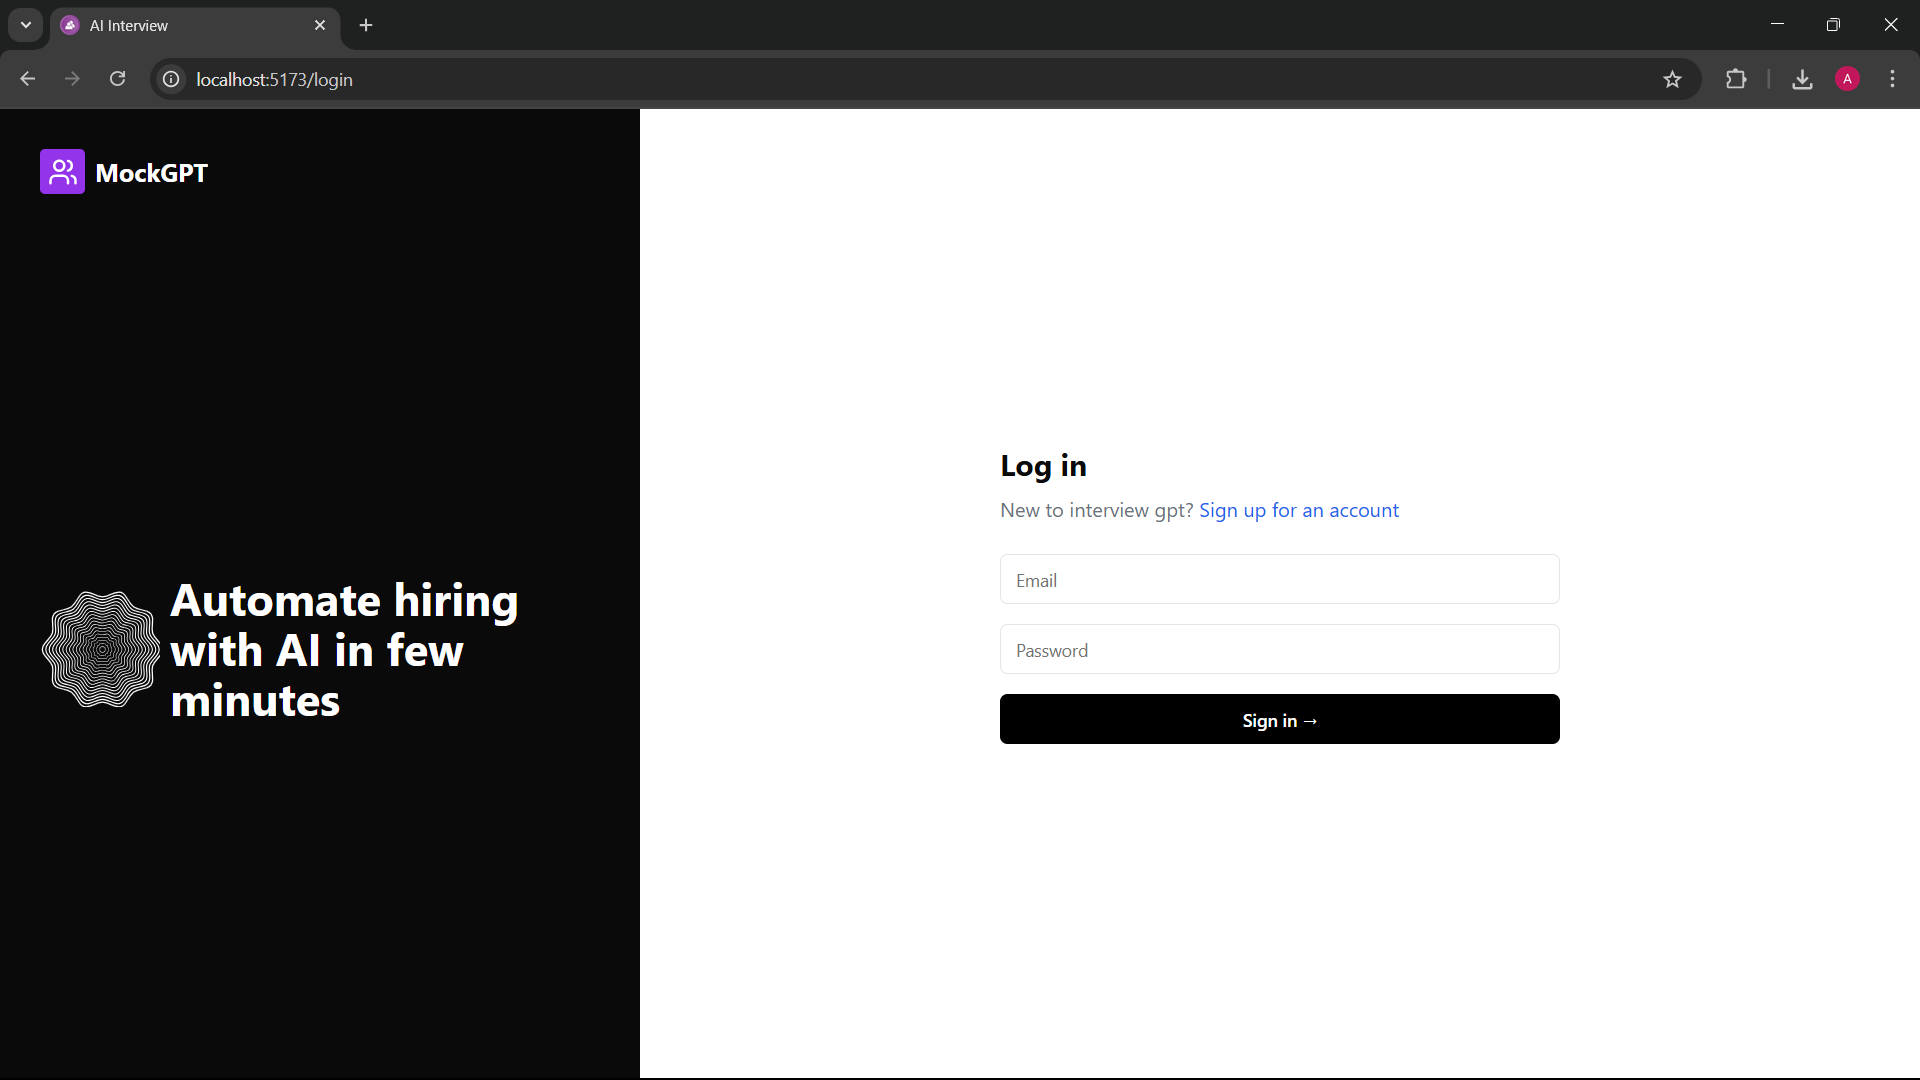 AI Interview
localhost:5173/login
A
MockGPT
Automate hiring
with AI in few
minutes
Log in
New to interview gpt? Sign up for an account
Email
Password
Sign in →